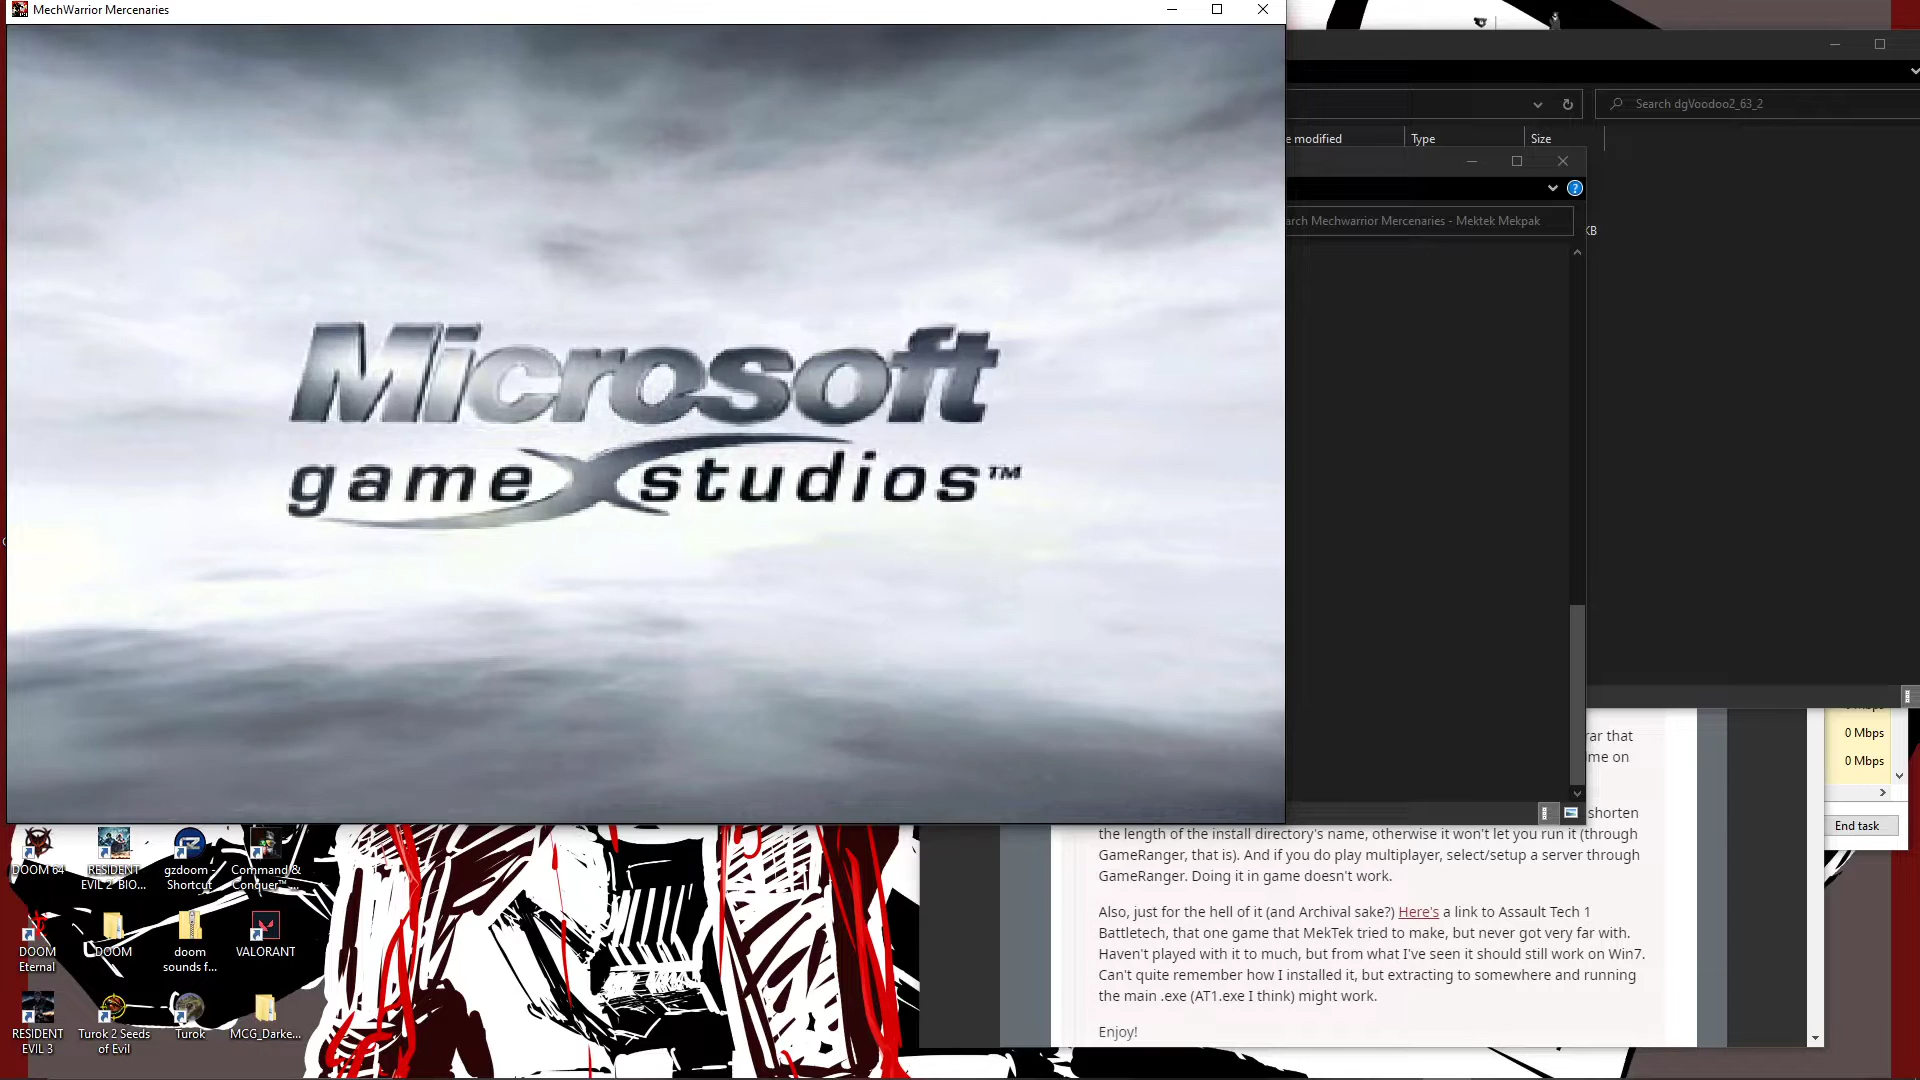 MechWarrior Mercenaries
Microsoft
game studios™
Search dgVoodoo2_63_2
modified
Type
Size
Mechwarrior Mercenaries - Mektek Mekpak
KB
0 Mbps
0 Mbps
End task
that
on
shorten
the length of the install directory's name, otherwise it won't let you run it (through
GameRanger, that is). And if you do play multiplayer, select/setup a server through
GameRanger. Doing it in game doesn't work.
Also, just for the hell of it (and Archival sake?) Here's a link to Assault Tech 1
Battletech, that one game that MekTek tried to make, but never got very far with.
Haven't played with it to much, but from what I've seen it should still work on Win7.
Can't quite remember how I installed it, but extracting to somewhere and running
the main .exe (AT1.exe I think) might work.
Enjoy!
DOOM 64
RESIDENT
EVIL 2 BIO...
gzdoom -
Shortcut
Command &
Conquer™...
DOOM
Eternal
DOOM
doom
sounds f...
VALORANT
RESIDENT
EVIL 3
Turok 2 Seeds
of Evil
Turok
MCG_Darke...